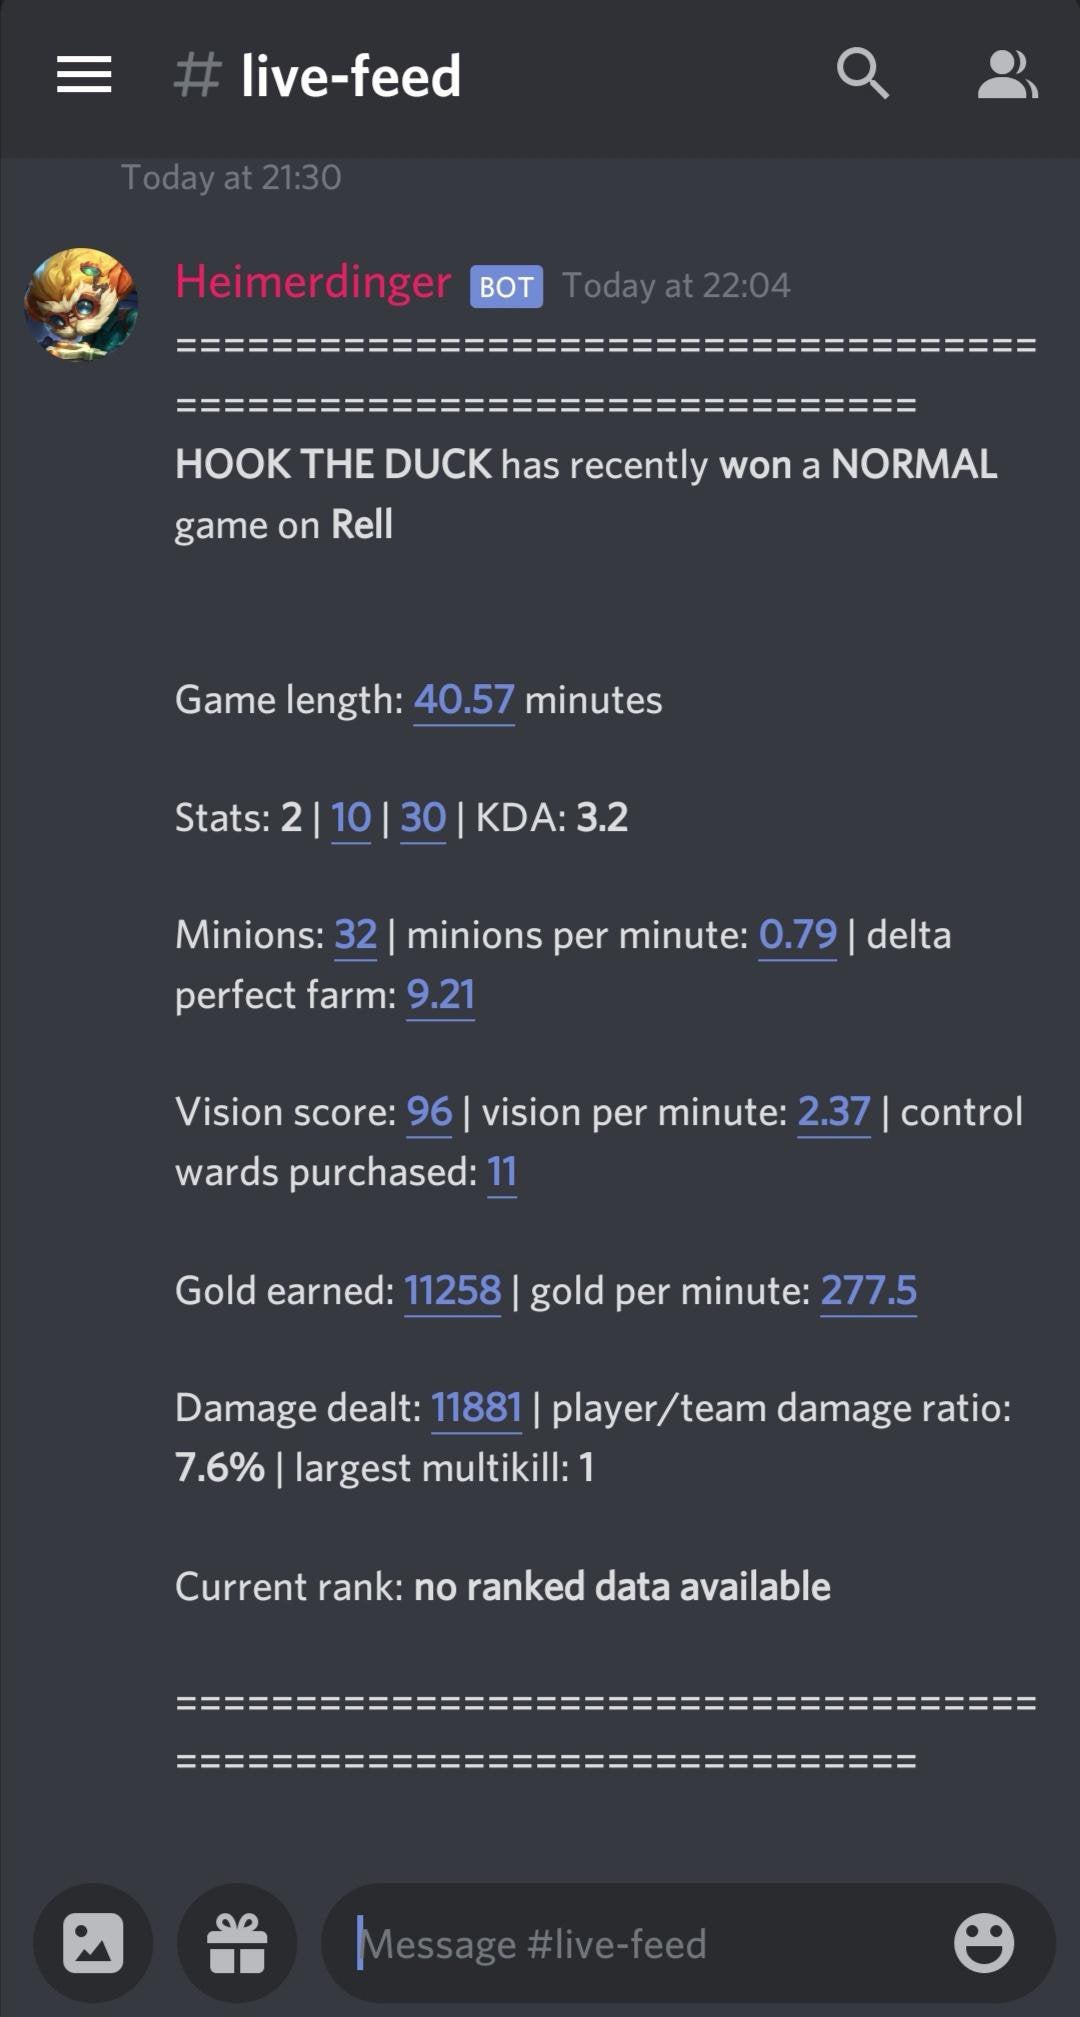 # live-feed
Today at 21:30
Heimerdinger BOT Today at 22:04
====================================
===============================
HOOK THE DUCK has recently won a NORMAL
game on Rell
Game length: 40.57 minutes
Stats: 2 | 10 | 30 | KDA: 3.2
Minions: 32 | minions per minute: 0.79 | delta
perfect farm: 9.21
Vision score: 96 | vision per minute: 2.37 | control
wards purchased: 11
Gold earned: 11258 | gold per minute: 277.5
Damage dealt: 11881 | player/team damage ratio:
7.6% | largest multikill: 1
Current rank: no ranked data available
====================================
===============================
Message #live-feed